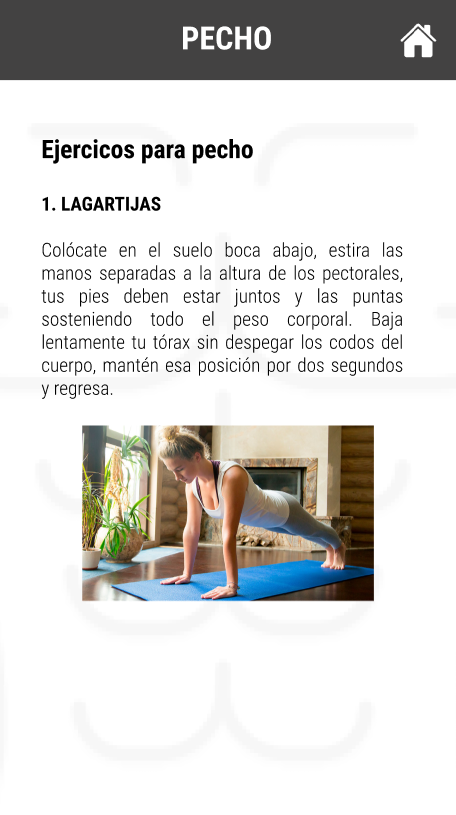 PECHO
Ejercicos para pecho
1. LAGARTIJAS
Colócate en el suelo boca abajo, estira las
manos separadas a la altura de los pectorales,
tus pies deben estar juntos y las puntas
sosteniendo todo el peso corporal. Baja
lentamente tu tórax sin despegar los codos del
cuerpo, mantén esa posición por dos segundos
y regresa.